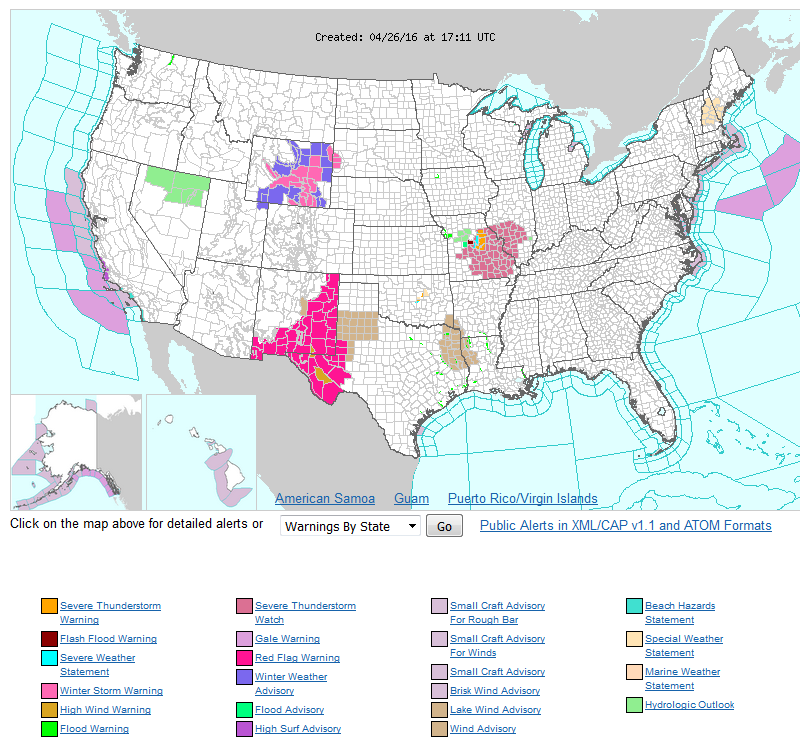 Created: 04/26/16 at 17:11 UTC
American Samoa Guam Puerto Rico/Virgin Islands
Click on the map above for detailed alerts or Warnings By State Go Public Alerts in XML/CAP v1.1 and ATOM Formats
Severe Thunderstorm
Warning
Flash Flood Warning
Severe Weather
Statement
Winter Storm Warning
High Wind Warning
Flood Warning
Severe Thunderstorm
Watch
Gale Warning
Red Flag Warning
Winter Weather
Advisory
Flood Advisory
High Surf Advisory
Small Craft Advisory
For Rough Bar
Small Craft Advisory
For Winds
Small Craft Advisory
Brisk Wind Advisory
Lake Wind Advisory
Wind Advisory
Beach Hazards
Statement
Special Weather
Statement
Marine Weather
Statement
Hydrologic Outlook